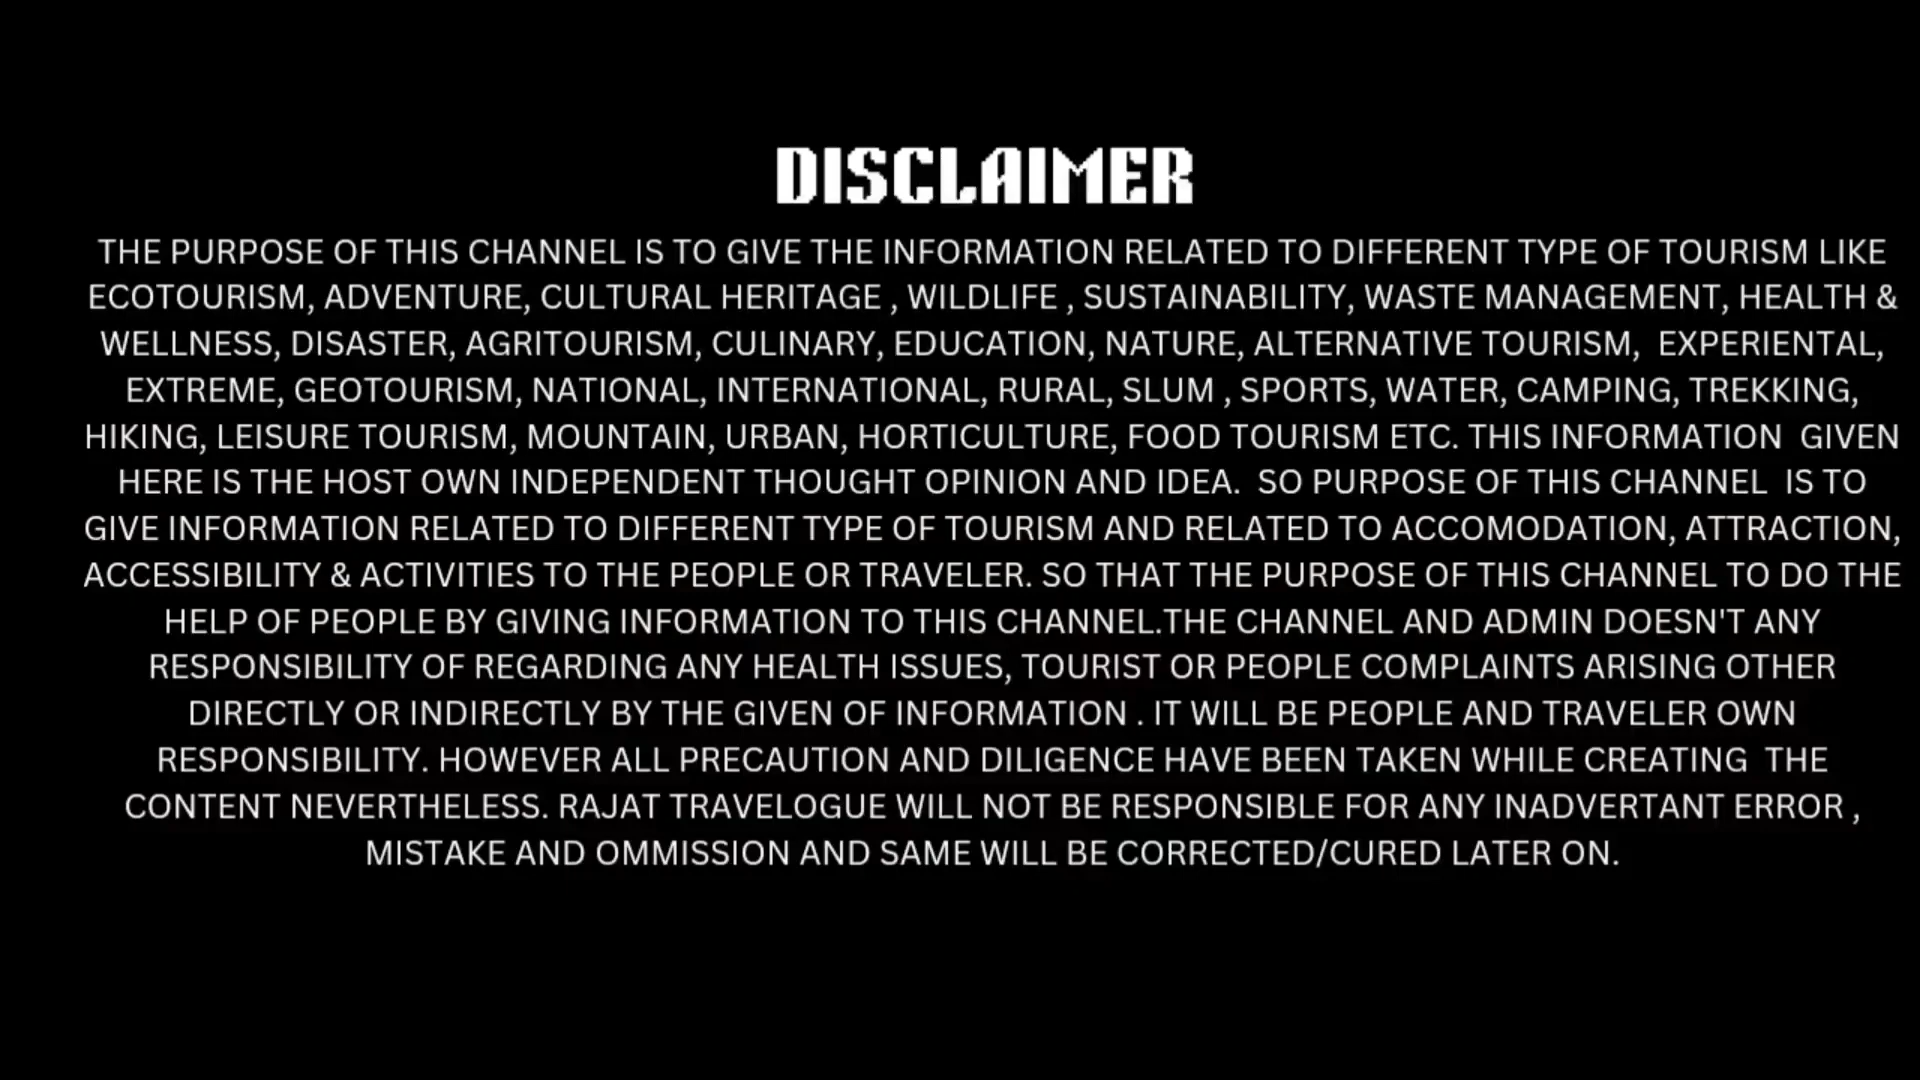 DISCLAIMER
THE PURPOSE OF THIS CHANNEL IS TO GIVE THE INFORMATION RELATED TO DIFFERENT TYPE OF TOURISM LIKE
ECOTOURISM, ADVENTURE, CULTURAL HERITAGE , WILDLIFE , SUSTAINABILITY, WASTE MANAGEMENT, HEALTH &
WELLNESS, DISASTER, AGRITOURISM, CULINARY, EDUCATION, NATURE, ALTERNATIVE TOURISM,  EXPERIENTAL,
EXTREME, GEOTOURISM, NATIONAL, INTERNATIONAL, RURAL, SLUM , SPORTS, WATER, CAMPING, TREKKING,
HIKING, LEISURE TOURISM, MOUNTAIN, URBAN, HORTICULTURE, FOOD TOURISM ETC. THIS INFORMATION  GIVEN
HERE IS THE HOST OWN INDEPENDENT THOUGHT OPINION AND IDEA.  SO PURPOSE OF THIS CHANNEL  IS TO
GIVE INFORMATION RELATED TO DIFFERENT TYPE OF TOURISM AND RELATED TO ACCOMODATION, ATTRACTION,
ACCESSIBILITY & ACTIVITIES TO THE PEOPLE OR TRAVELER. SO THAT THE PURPOSE OF THIS CHANNEL TO DO THE
HELP OF PEOPLE BY GIVING INFORMATION TO THIS CHANNEL.THE CHANNEL AND ADMIN DOESN'T ANY
RESPONSIBILITY OF REGARDING ANY HEALTH ISSUES, TOURIST OR PEOPLE COMPLAINTS ARISING OTHER
DIRECTLY OR INDIRECTLY BY THE GIVEN OF INFORMATION . IT WILL BE PEOPLE AND TRAVELER OWN
RESPONSIBILITY. HOWEVER ALL PRECAUTION AND DILIGENCE HAVE BEEN TAKEN WHILE CREATING  THE
CONTENT NEVERTHELESS. RAJAT TRAVELOGUE WILL NOT BE RESPONSIBLE FOR ANY INADVERTANT ERROR ,
MISTAKE AND OMMISSION AND SAME WILL BE CORRECTED/CURED LATER ON.